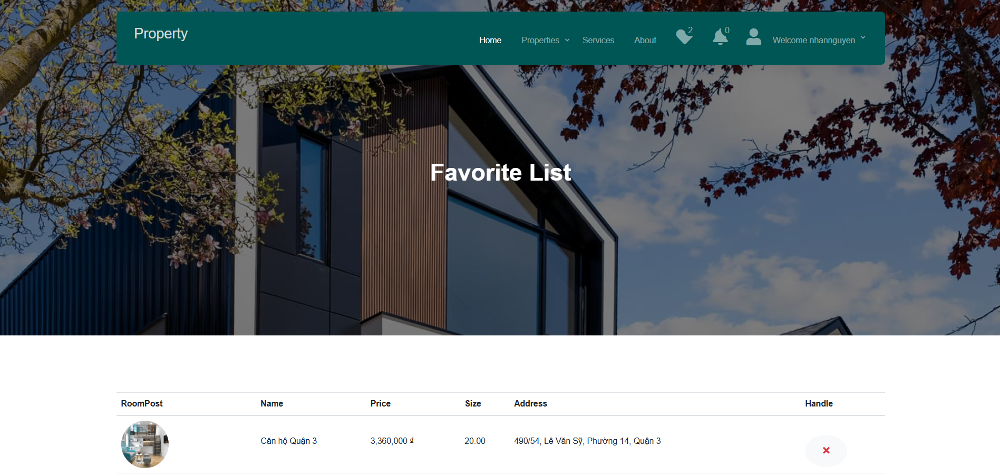 Property
Home Properties Services About 2 0 Welcome nhannguyen
Favorite List
RoomPost Name Price Size Address Handle
Căn hộ Quận 3 3,360,000 ₫ 20.00 490/54, Lê Văn Sỹ, Phường 14, Quận 3